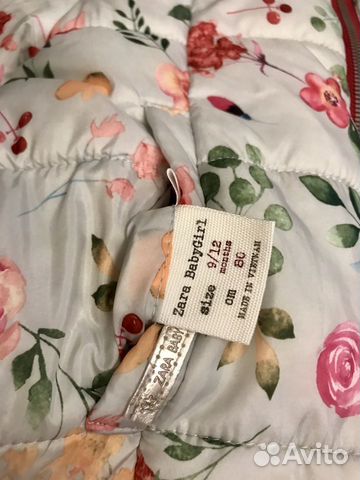 Zara BabyGirl
Size 9/12
months
CM 80
MADE IN VIETNAM
ZARA BABY
Avito